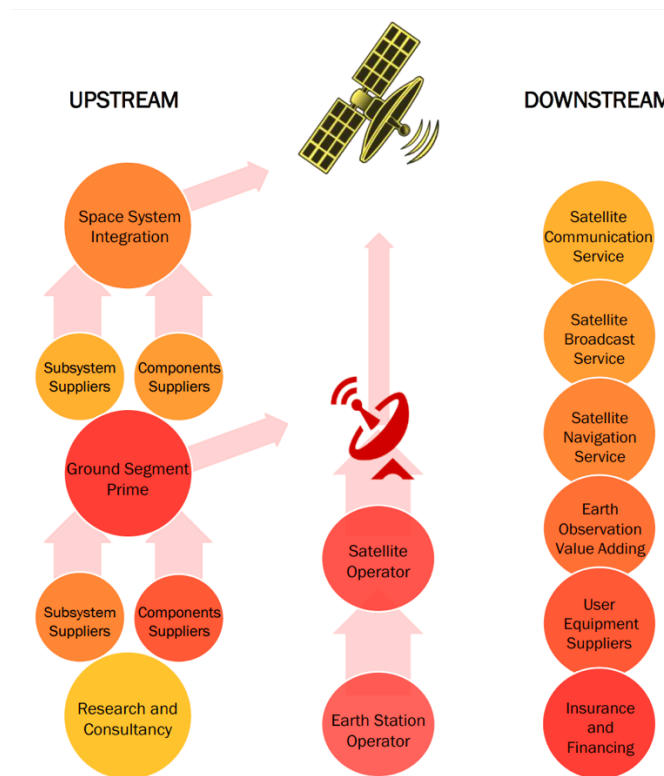 UPSTREAM
Space System
Integration
Subsystem
Suppliers
Components
Suppliers
Ground Segment
Prime
Subsystem
Suppliers
Components
Suppliers
Research and
Consultancy
Satellite
Operator
Earth Station
Operator
DOWNSTREAM
Satellite
Communication
Service
Satellite
Broadcast
Service
Satellite
Navigation
Service
Earth
Observation
Value Adding
User
Equipment
Suppliers
Insurance
and
Financing